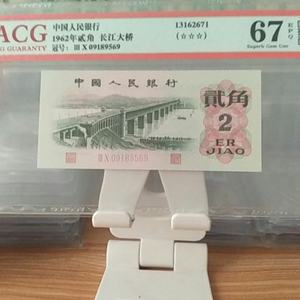 ACG
G GUARANTY
中国人民银行
1962年贰角 长江大桥
冠号: III X 09189569
13162671
(☆☆☆)
67
EPQ
Superb Gem Unc
中國人民銀行
貳角
2
ER
JIAO
III X 09189569